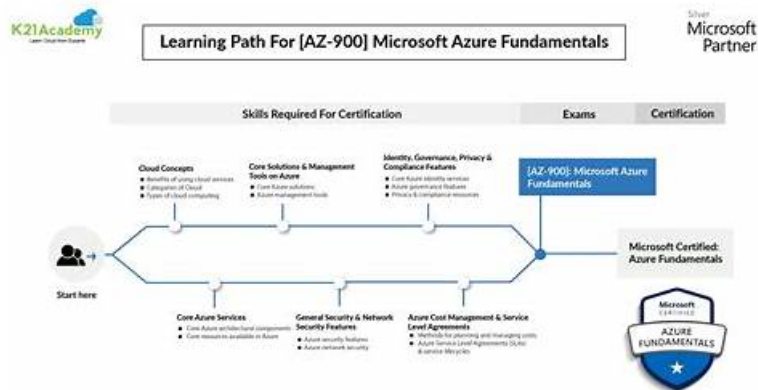 K21Academy
Learn Cloud from Experts
Learning Path For [AZ-900] Microsoft Azure Fundamentals
Silver
Microsoft
Partner
Skills Required For Certification
Exams
Certification
Cloud Concepts
Benefits of using cloud services
Categories of Cloud
Types of cloud computing
Core Solutions & Management
Tools on Azure
Core Azure solutions
Azure management tools
Identity, Governance, Privacy &
Compliance Features
Core Azure identity services
Azure governance features
Privacy & compliance resources
[AZ-900]: Microsoft Azure
Fundamentals
Start here
Microsoft Certified:
Azure Fundamentals
Core Azure Services
Core Azure architectural components
Core resources available in Azure
General Security & Network
Security Features
Azure security features
Azure network security
Azure Cost Management & Service
Level Agreements
Methods for planning and managing costs
Azure Service Level Agreements (SLAs)
& service lifecycles
Microsoft
CERTIFIED
AZURE
FUNDAMENTALS